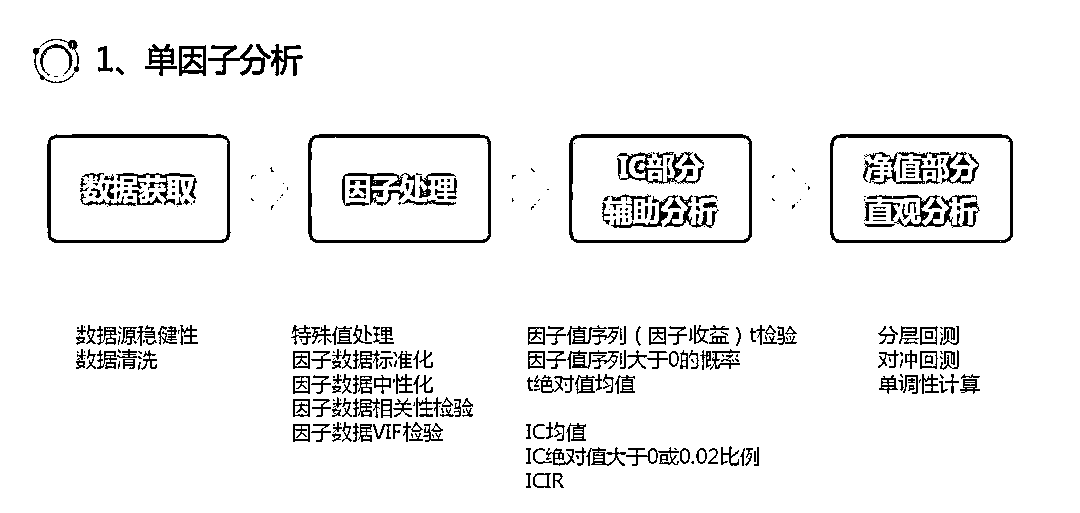 1、单因子分析
数据获取
因子处理
IC部分
辅助分析
净值部分
直观分析
数据源稳健性
数据清洗
特殊值处理
因子数据标准化
因子数据中性化
因子数据相关性检验
因子数据VIF检验
因子值序列（因子收益）t检验
因子值序列大于0的概率
t绝对值均值
IC均值
IC绝对值大于0或0.02比例
ICIR
分层回测
对冲回测
单调性计算